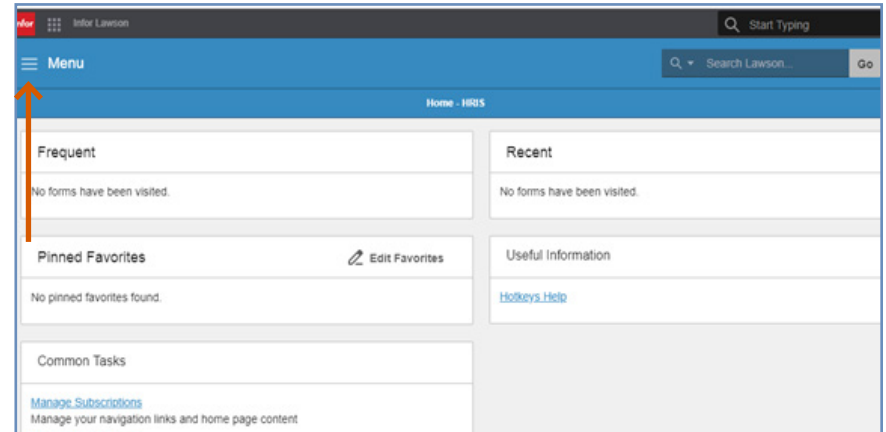 nfor Infor Lawson Start Typing
Menu Search Lawson... Go
Home - HRIS
Frequent
No forms have been visited.
Recent
No forms have been visited.
Pinned Favorites Edit Favorites
No pinned favorites found.
Useful Information
Hotkeys Help
Common Tasks
Manage Subscriptions
Manage your navigation links and home page content